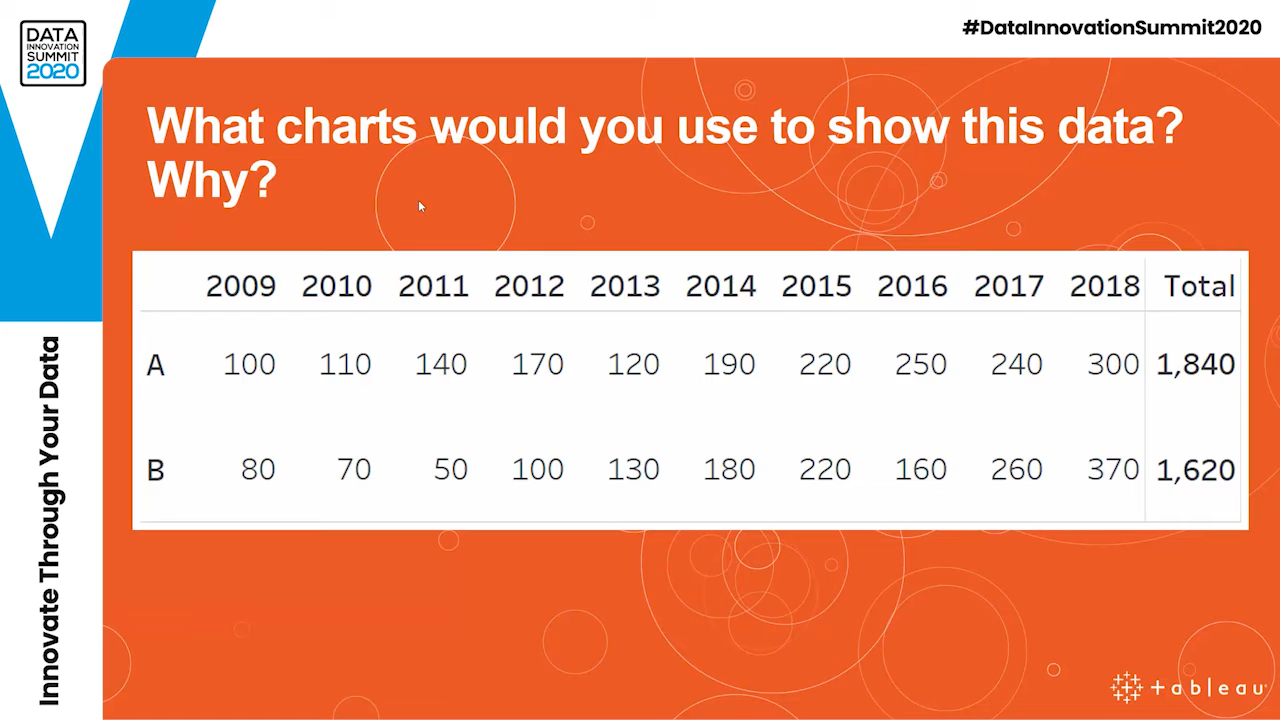 DATA
INNOVATION
SUMMIT
2020
#DataInnovationSummit2020
What charts would you use to show this data?
Why?
2009 2010 2011 2012 2013 2014 2015 2016 2017 2018 Total
A 100 110 140 170 120 190 220 250 240 300 1,840
B 80 70 50 100 130 180 220 160 260 370 1,620
Innovate Through Your Data
+ a b | e a u